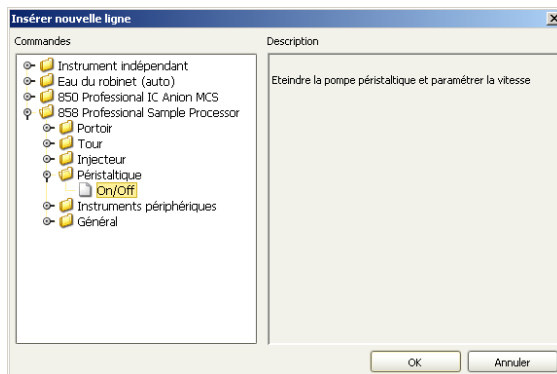 Insérer nouvelle ligne
Commandes
Description
Instrument indépendant
Eau du robinet (auto)
850 Professional IC Anion MCS
858 Professional Sample Processor
Portoir
Tour
Injecteur
Péristaltique
On/Off
Instruments périphériques
Général
Eteindre la pompe péristaltique et paramétrer la vitesse
OK
Annuler